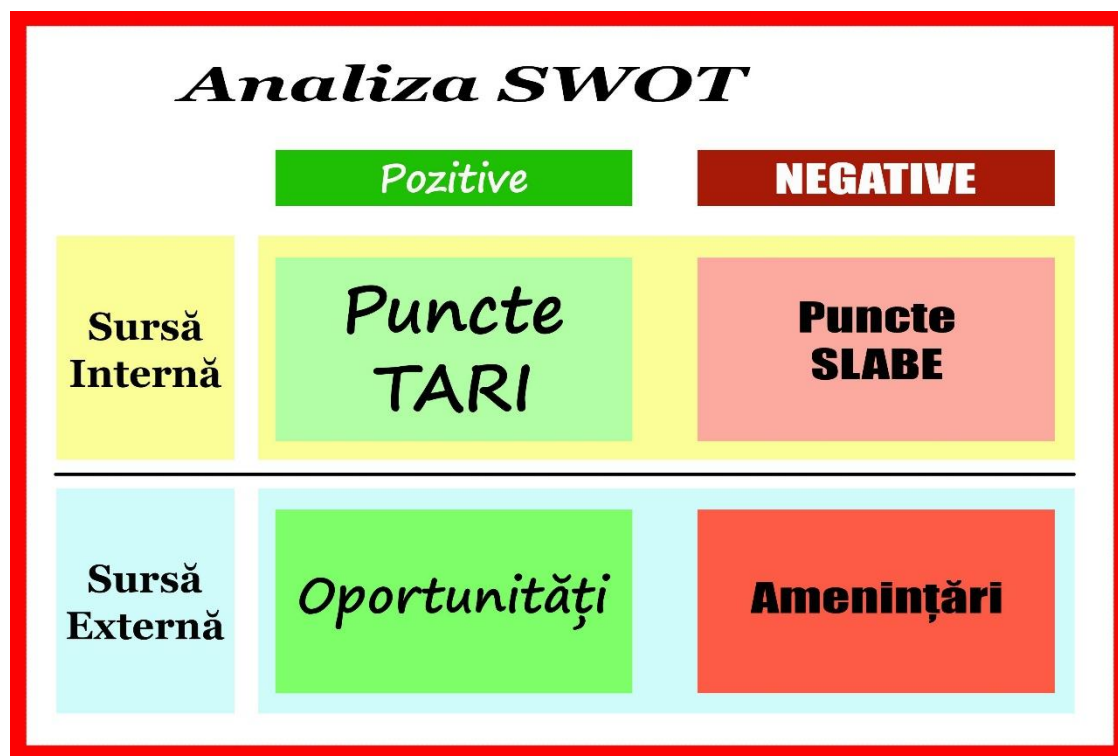 Analiza SWOT
Pozitive
NEGATIVE
Sursă
Internă
Puncte
TARI
Puncte
SLABE
Sursă
Externă
Oportunități
Amenințări